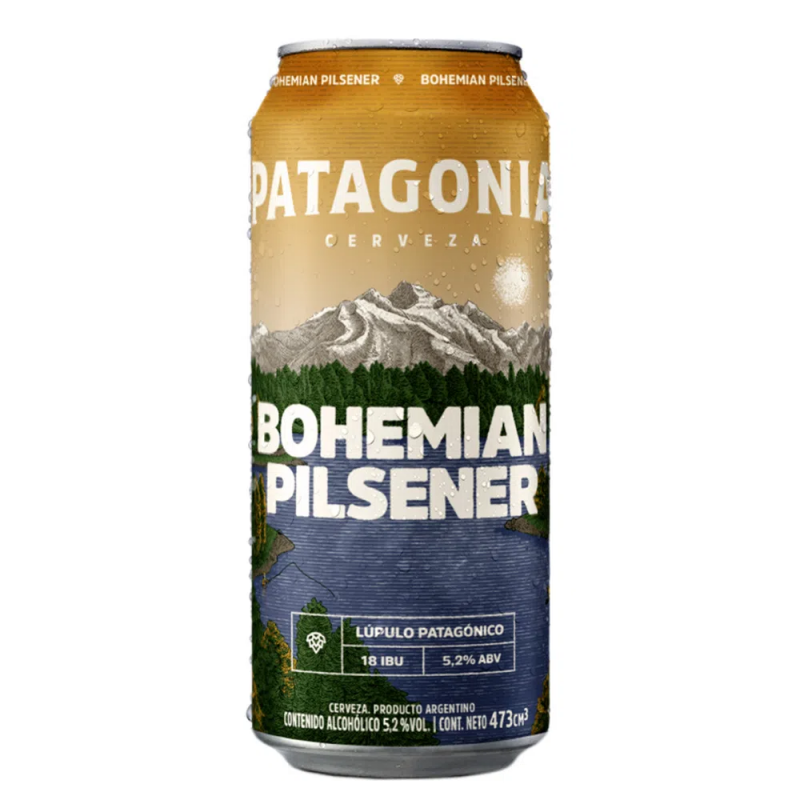 BOHEMIAN PILSENER BOHEMIAN PILSENER
PATAGONIA
CERVEZA
BOHEMIAN
PILSENER
LÚPULO PATAGÓNICO
18 IBU 5,2% ABV
CERVEZA. PRODUCTO ARGENTINO
CONTENIDO ALCOHÓLICO 5,2%VOL. | CONT. NETO 473CM³